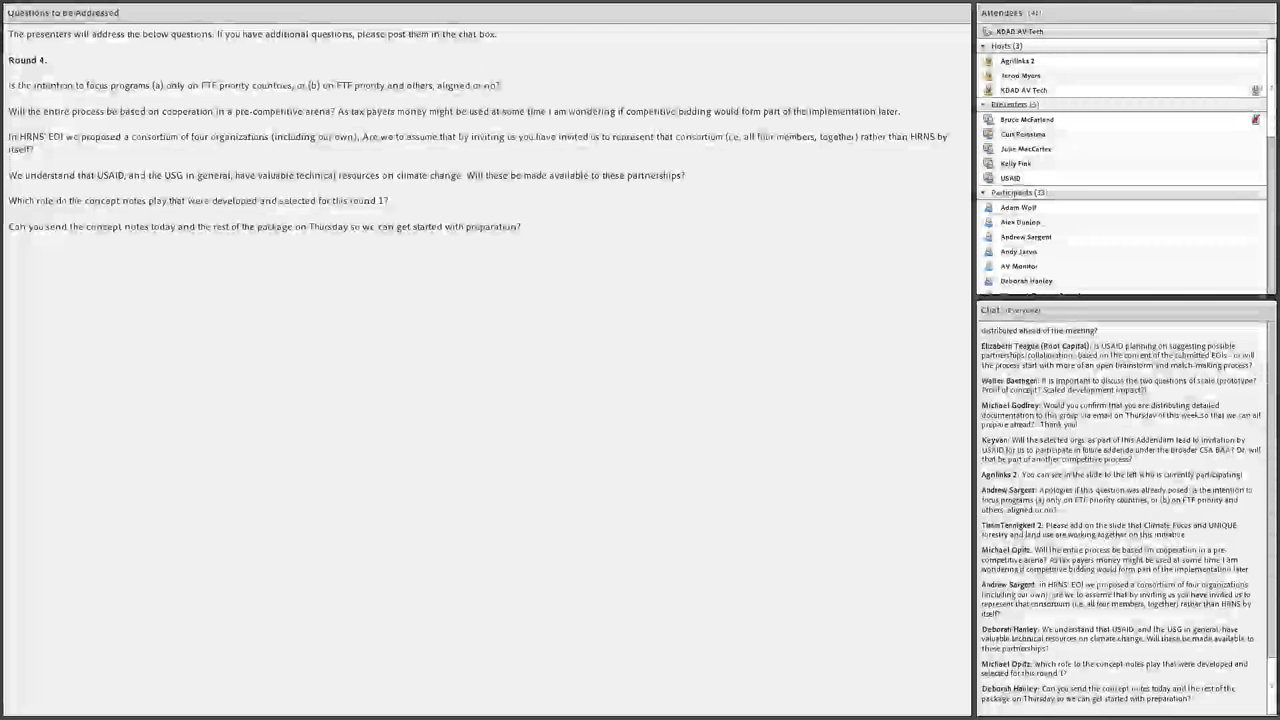 Questions to be Addressed
The presenters will address the below questions. If you have additional questions, please post them in the chat box.
Round 4.
Is the intention to focus programs (a) only on FTF priority countries, or (b) on FTF priority and others, aligned or no?
Will the entire process be based on cooperation in a pre-competitive arena? As tax payers money might be used at some time I am wondering if competitive bidding would form part of the implementation later.
In HRNS' EOI we proposed a consortium of four organizations (including our own), Are we to assume that by inviting us you have invited us to represent that consortium (i.e. all four members, together) rather than HRNS by
itself?
We understand that USAID, and the USG in general, have valuable technical resources on climate change. Will these be made available to these partnerships?
Which role do the concept notes play that were developed and selected for this round 1?
Can you send the concept notes today and the rest of the package on Thursday so we can get started with preparation?
Attendees (41)
KDAD AV Tech
Hosts (3)
Agrilinks 2
Jerod Myers
KDAD AV Tech
Presenters (5)
Bruce McFarland
Curt Reintsma
Julie MacCartee
Kelly Fink
USAID
Participants (33)
Adam Wolf
Alex Dunlop
Andrew Sargent
Andy Jarvis
AV Monitor
Deborah Hanley
Chat (Everyone)
distributed ahead of the meeting?
Elizabeth Teague (Root Capital): Is USAID planning on suggesting possible
partnerships/collaboration based on the content of the submitted EOIs - or will
the process start with more of an open brainstorm and match-making process?
Walter Baethgen: It is important to discuss the two questions of scale (prototype?
Proof of concept? Scaled development impact?)
Michael Godfrey: Would you confirm that you are distributing detailed
documentation to this group via email on Thursday of this week,so that we can all
prepare ahead? Thank you!
Keyvan: Will the selected orgs as part of this Addendum lead to invitation by
USAID for us to participate in future addenda under the broader CSA BAA? Or, will
that be part of another competitive process?
Agrilinks 2: You can see in the slide to the left who is currently participating!
Andrew Sargent: Apologies if this question was already posed: is the intention to
focus programs (a) only on FTF priority countries, or (b) on FTF priority and
others, aligned or no?
TimmTennigkeit 2: Please add on the slide that Climate Focus and UNIQUE
forestry and land use are working together on this initiative
Michael Opitz: Will the entire process be based on cooperation in a pre-
competitive arena? As tax payers money might be used at some time I am
wondering if competitive bidding would form part of the implementation later
Andrew Sargent: in HRNS' EOI we proposed a consortium of four organizations
(including our own); are we to assume that by inviting us you have invited us to
represent that consortium (i.e. all four members, together) rather than HRNS by
itself?
Deborah Hanley: We understand that USAID, and the USG in general, have
valuable technical resources on climate change. Will these be made available to
these partnerships?
Michael Opitz: which role to the concept notes play that were developed and
selected for this round 1?
Deborah Hanley: Can you send the concept notes today and the rest of the
package on Thursday so we can get started with preparation?